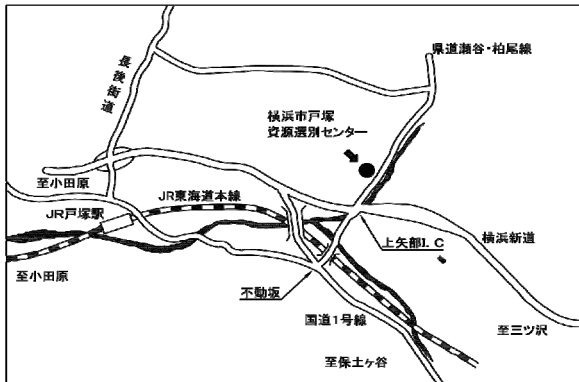 県道瀬谷・柏尾線
長後街道
横浜市戸塚
資源選別センター
至小田原
JR東海道本線
JR戸塚駅
上矢部I.C
横浜新道
至小田原
不動坂
国道1号線
至三ツ沢
至保土ヶ谷